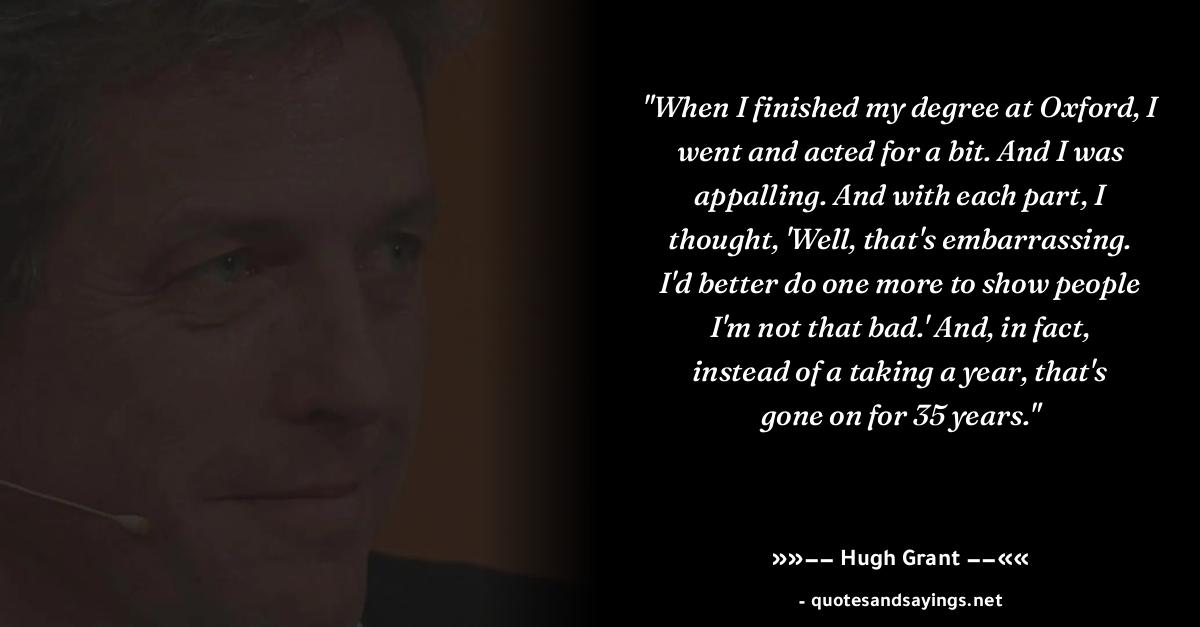 "When I finished my degree at Oxford, I
went and acted for a bit. And I was
appalling. And with each part, I
thought, 'Well, that's embarrassing.
I'd better do one more to show people
I'm not that bad.' And, in fact,
instead of a taking a year, that's
gone on for 35 years."
»»–– Hugh Grant ––««
- quotesandsayings.net